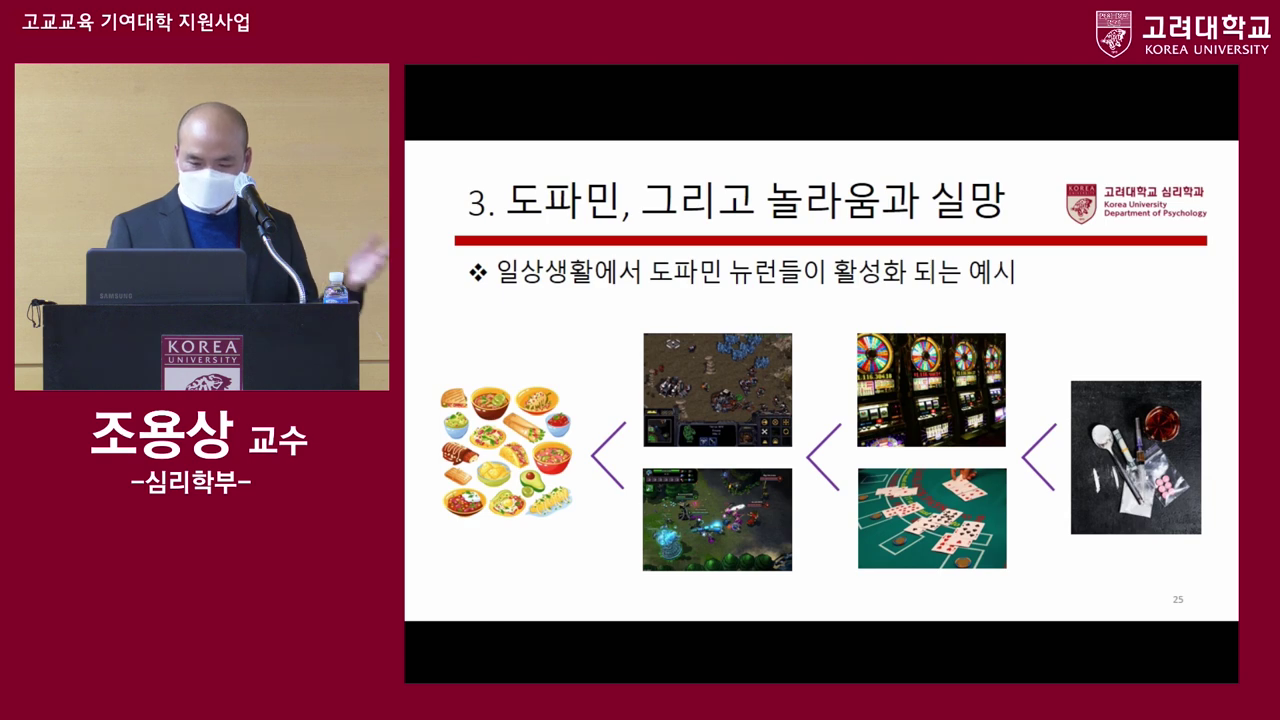 고교교육 기여대학 지원사업
고려대학교
KOREA UNIVERSITY
SAMSUNG
KOREA
UNIVERSITY
조용상 교수
-심리학부-
3. 도파민, 그리고 놀라움과 실망
KOREA
고려대학교 심리학과
Korea University
Department of Psychology
❖ 일상생활에서 도파민 뉴런들이 활성화 되는 예시
25